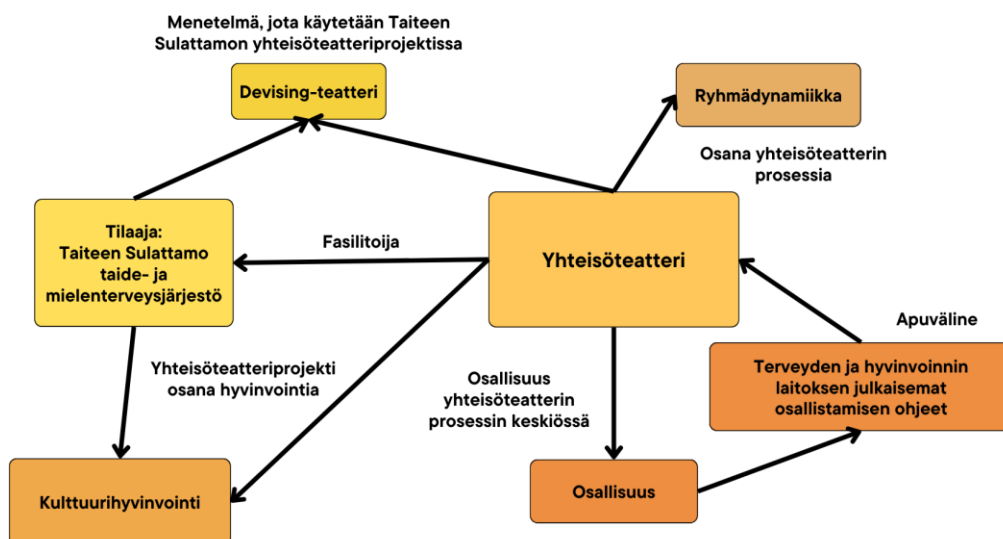 Menetelmä, jota käytetään Taiteen
Sulattamon yhteisöteatteriprojektissa
Devising-teatteri
Ryhmädynamiikka
Osana yhteisöteatterin
prosessia
Tilaaja:
Taiteen Sulattamo
taide- ja
mielenterveysjärjestö
Fasilitoija
Yhteisöteatteri
Apuväline
Yhteisöteatteriprojekti
osana hyvinvointia
Osallisuus
yhteisöteatterin
prosessin keskiössä
Terveyden ja hyvinvoinnin
laitoksen julkaisemat
osallistamisen ohjeet
Kulttuurihyvinvointi
Osallisuus